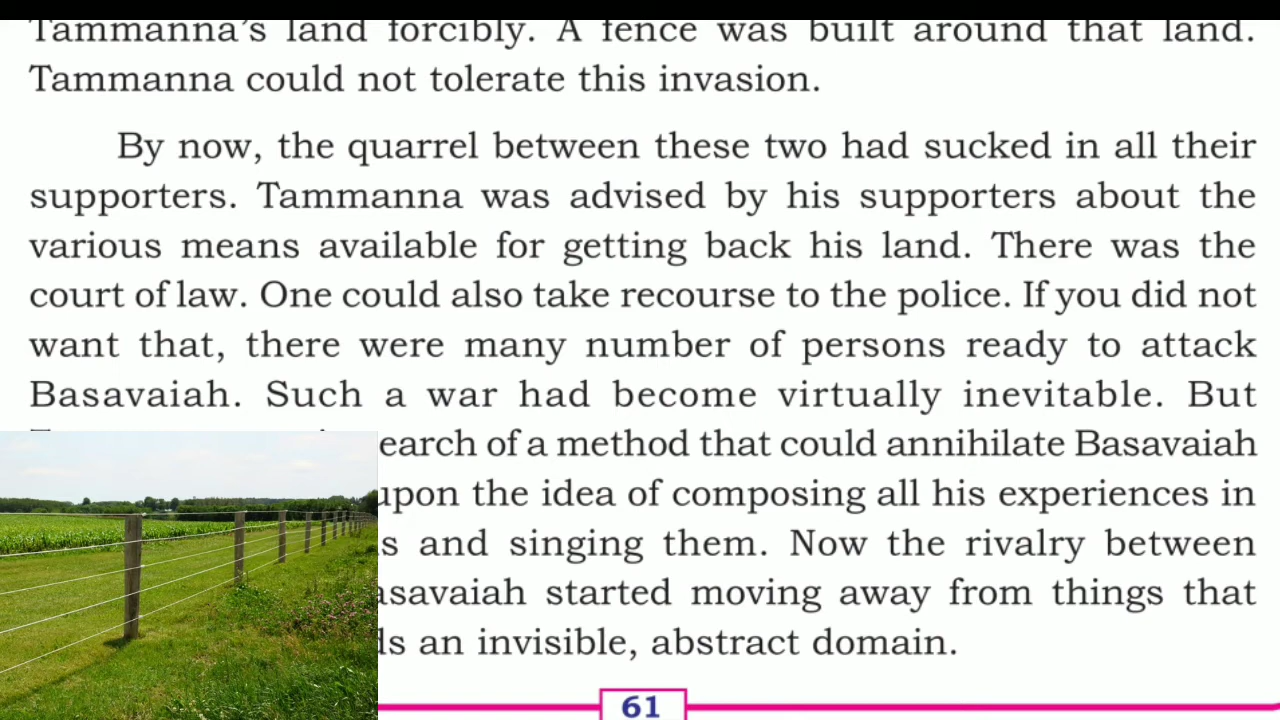 Tammanna's land forcibly. A fence was built around that land.
Tammanna could not tolerate this invasion.
By now, the quarrel between these two had sucked in all their
supporters. Tammanna was advised by his supporters about the
various means available for getting back his land. There was the
court of law. One could also take recourse to the police. If you did not
want that, there were many number of persons ready to attack
Basavaiah. Such a war had become virtually inevitable. But
earch of a method that could annihilate Basavaiah
upon the idea of composing all his experiences in
s and singing them. Now the rivalry between
asavaiah started moving away from things that
ds an invisible, abstract domain.
61